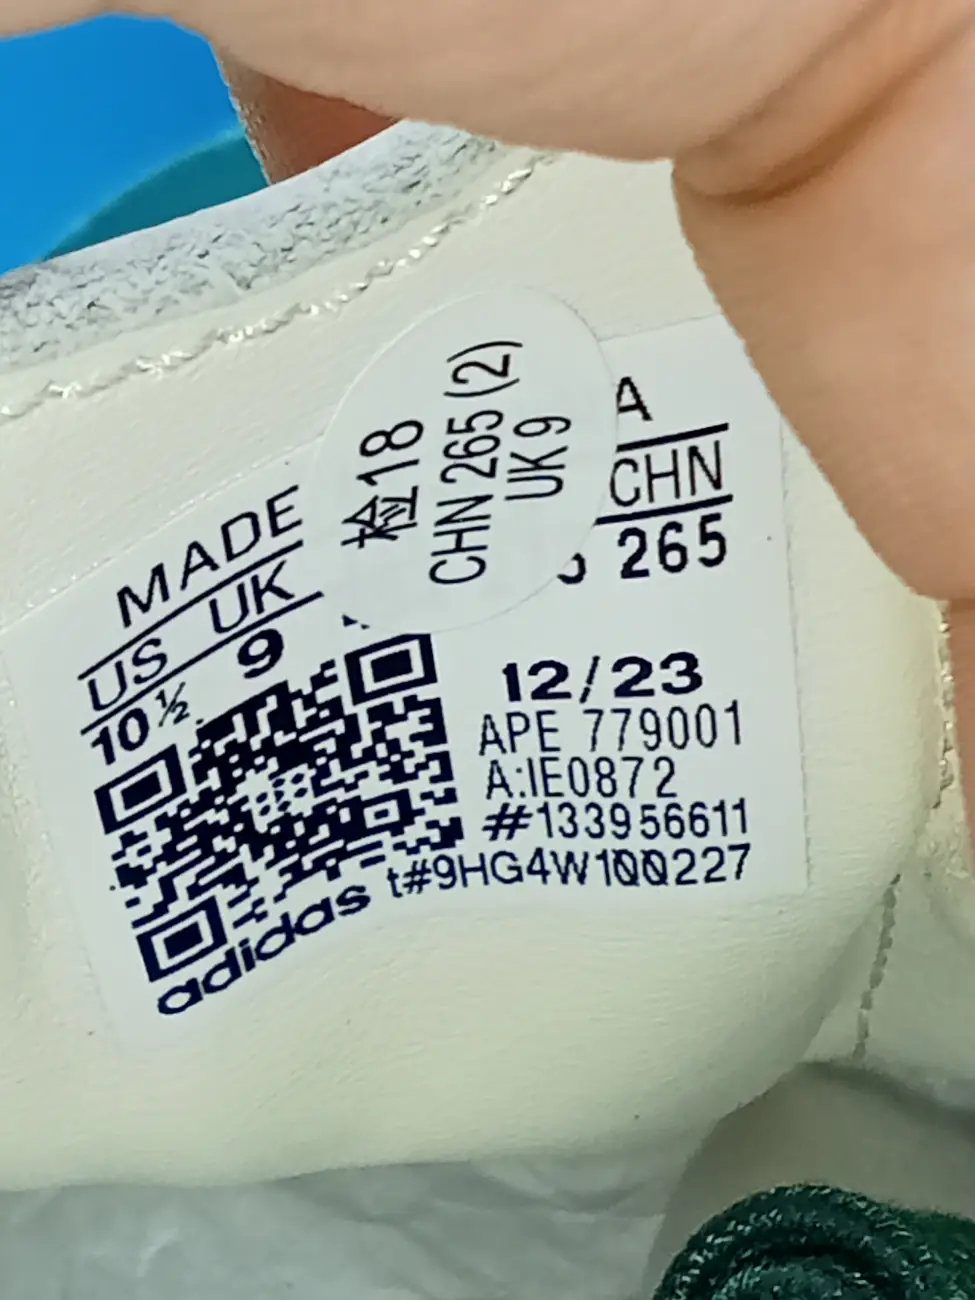 MADE
A
US UK
CHN
10½ 9
265
检18
CHN 265 (2)
UK 9
12/23
APE 779001
A:IE0872
#133956611
t#9HG4W100227
adidas